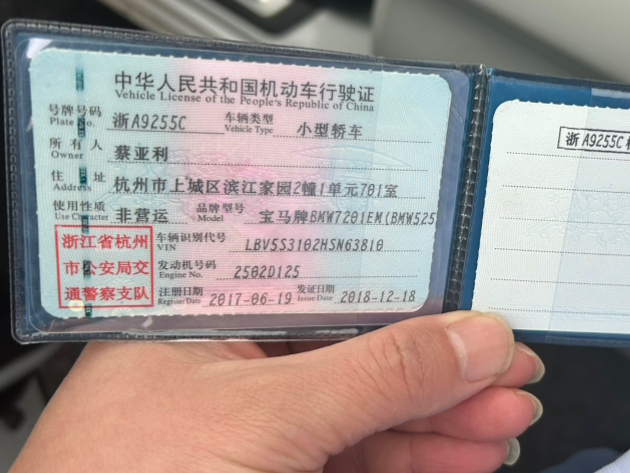 中华人民共和国机动车行驶证
Vehicle License of the People's Republic of China
号牌号码 浙A9255C 车辆类型 小型轿车
Plate No. Vehicle Type
所有人 蔡亚利
Owner
住址 杭州市上城区滨江家园2幢1单元701室
Address
使用性质 非营运 品牌型号 宝马牌BMW7201EM(BMW525
Use Character Model
浙江省杭州
市公安局交
通警察支队
车辆识别代号 LBV5S3102HSN63810
VIN
发动机号码 2502D125
Engine No.
注册日期 2017-06-19 发证日期 2018-12-18
Register Date Issue Date
浙A9255C